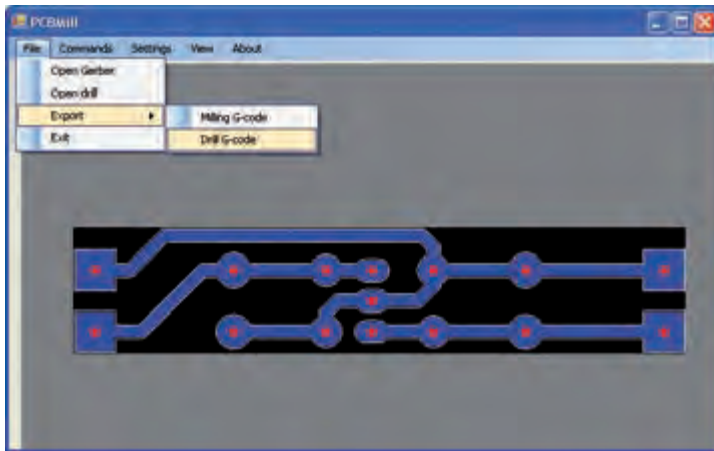 PCBMill
File Commands Settings View About
Open Gerber
Open drill
Export
Milling G-code
Exit
Drill G-code